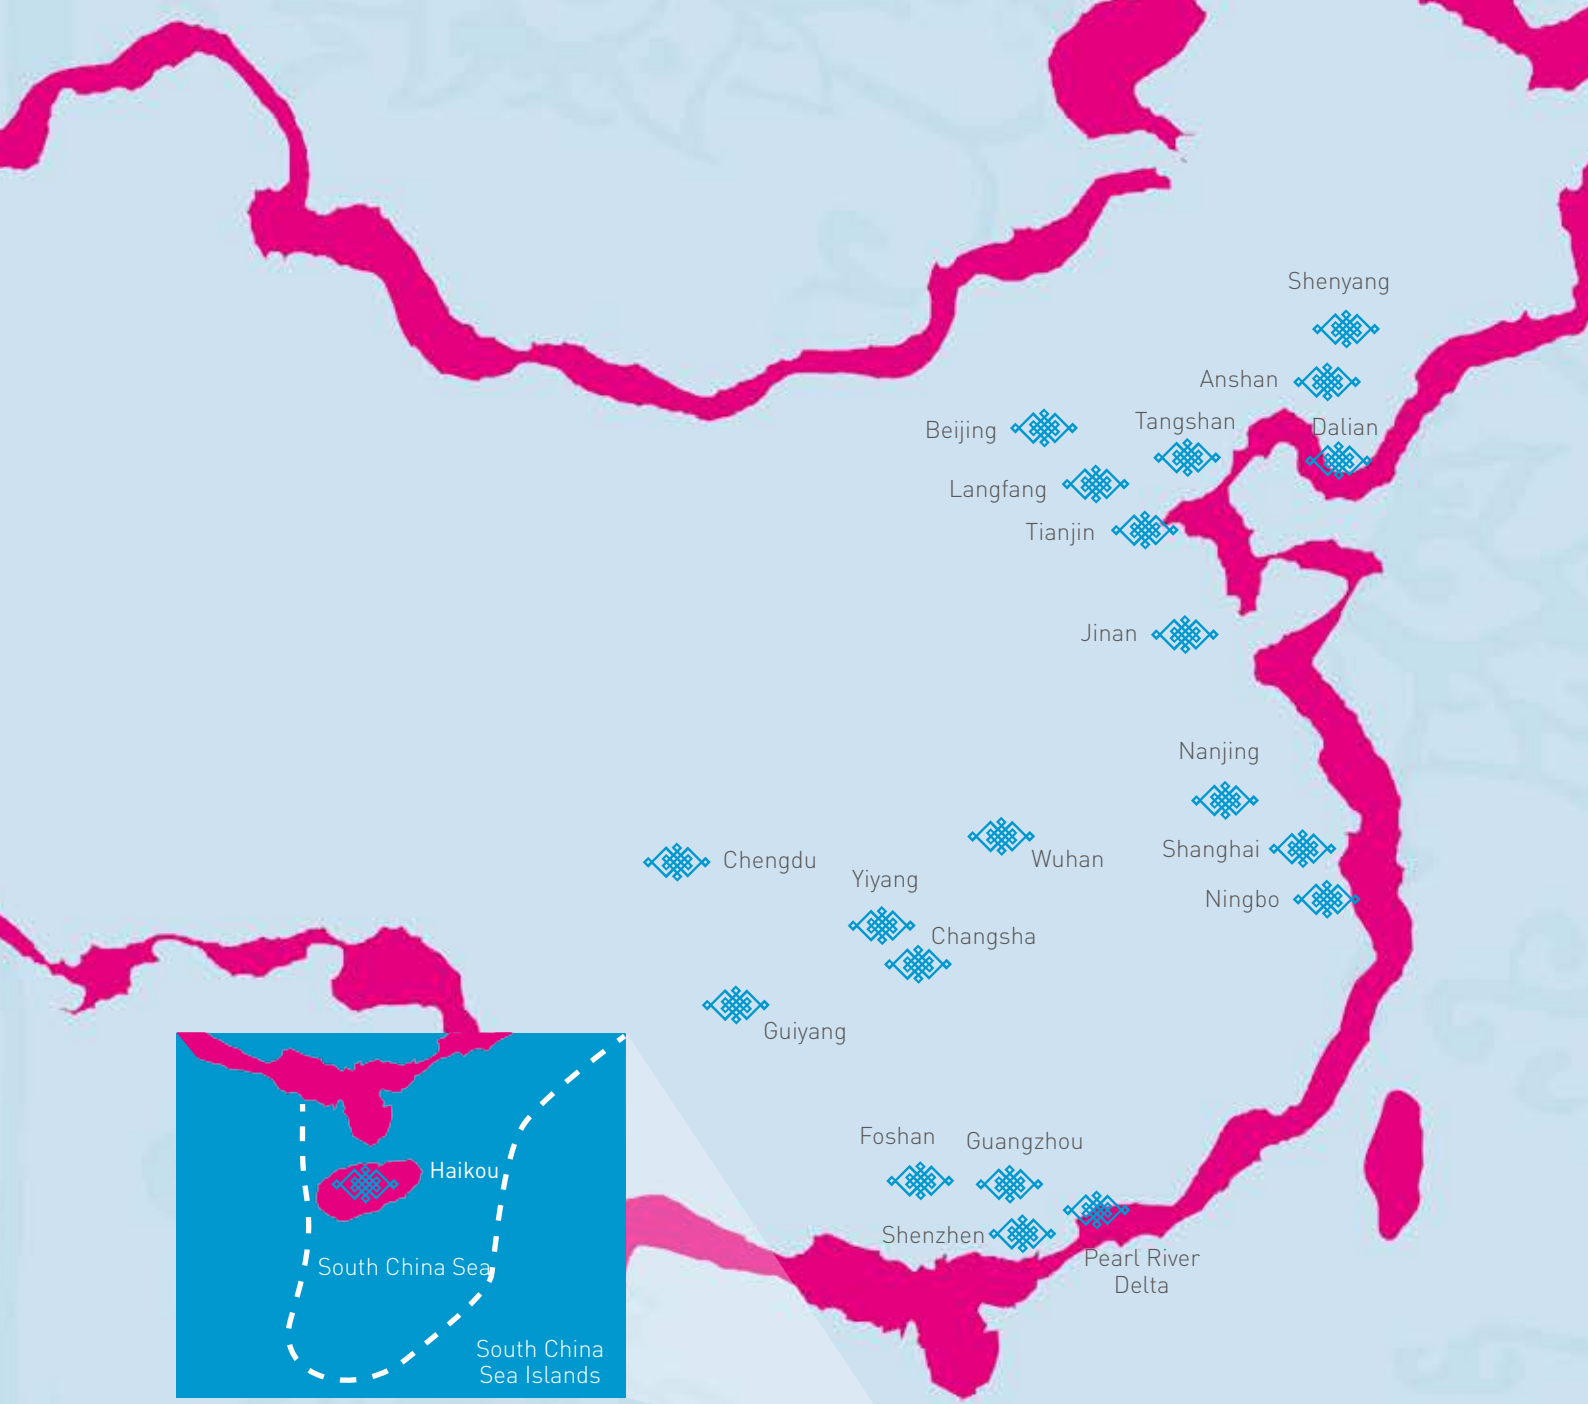 Shenyang
Anshan
Tangshan
Dalian
Beijing
Langfang
Tianjin
Jinan
Nanjing
Shanghai
Wuhan
Chengdu
Yiyang
Ningbo
Changsha
Guiyang
Foshan
Guangzhou
Shenzhen
Pearl River
Delta
Haikou
South China Sea
South China
Sea Islands